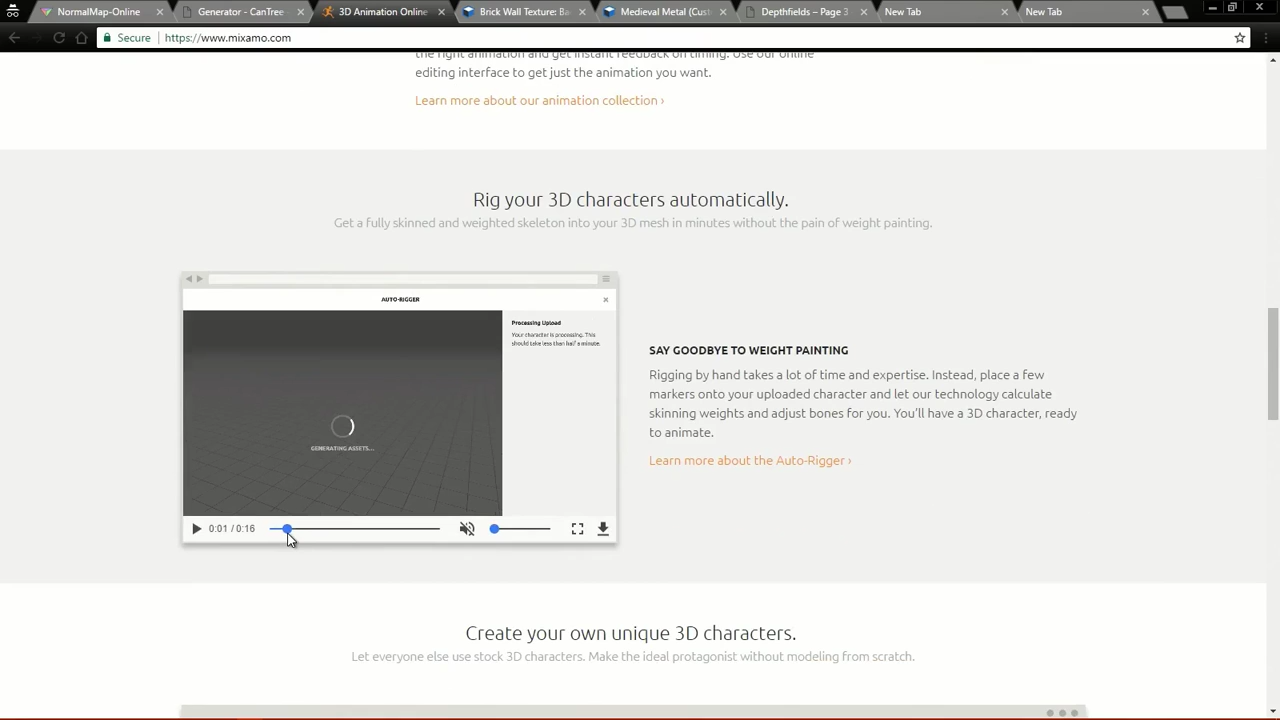 NormalMap-Online
Generator - CanTree
3D Animation Online
Brick Wall Texture: Ba
Medieval Metal (Cust
Depthfields – Page 3
New Tab
New Tab
Secure
https://www.mixamo.com
the right animation and get instant feedback on timing. Use our online
editing interface to get just the animation you want.
Learn more about our animation collection ›
Rig your 3D characters automatically.
Get a fully skinned and weighted skeleton into your 3D mesh in minutes without the pain of weight painting.
AUTO-RIGGER
Processing Upload
Your character is processing. This
should take less than half a minute.
GENERATING ASSETS...
0:01 / 0:16
SAY GOODBYE TO WEIGHT PAINTING
Rigging by hand takes a lot of time and expertise. Instead, place a few
markers onto your uploaded character and let our technology calculate
skinning weights and adjust bones for you. You'll have a 3D character, ready
to animate.
Learn more about the Auto-Rigger ›
Create your own unique 3D characters.
Let everyone else use stock 3D characters. Make the ideal protagonist without modeling from scratch.